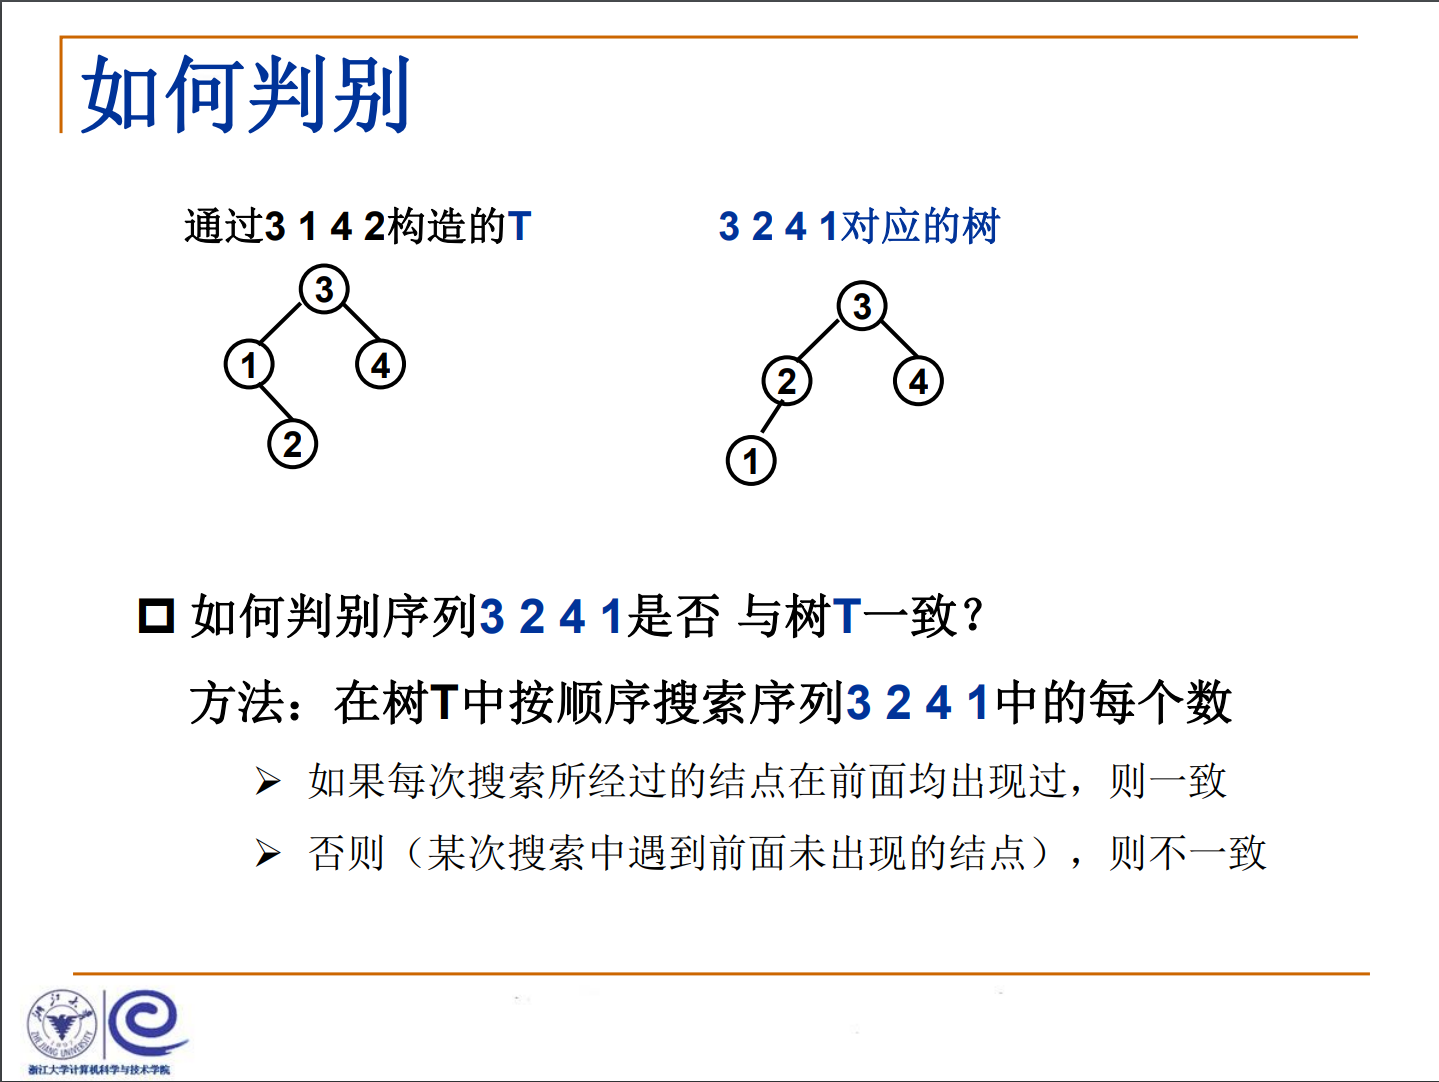 如何判别
通过3 1 4 2构造的T
3 2 4 1对应的树
3
1
4
2
3
2
4
1
如何判别序列3 2 4 1是否 与树T一致？
方法：在树T中按顺序搜索序列3 2 4 1中的每个数
如果每次搜索所经过的结点在前面均出现过，则一致
否则（某次搜索中遇到前面未出现的结点），则不一致
浙江大学计算机科学与技术学院